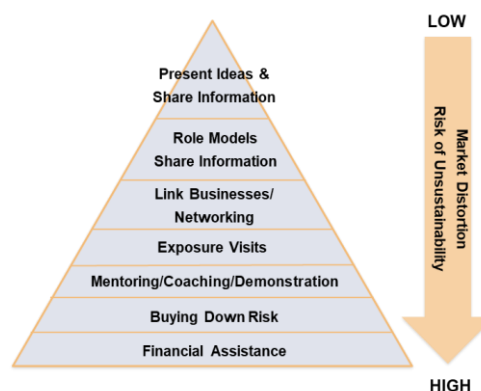 LOW
Present Ideas &
Share Information
Role Models
Share Information
Link Businesses/
Networking
Exposure Visits
Mentoring/Coaching/Demonstration
Buying Down Risk
Financial Assistance
Market Distortion
Risk of Unsustainability
HIGH